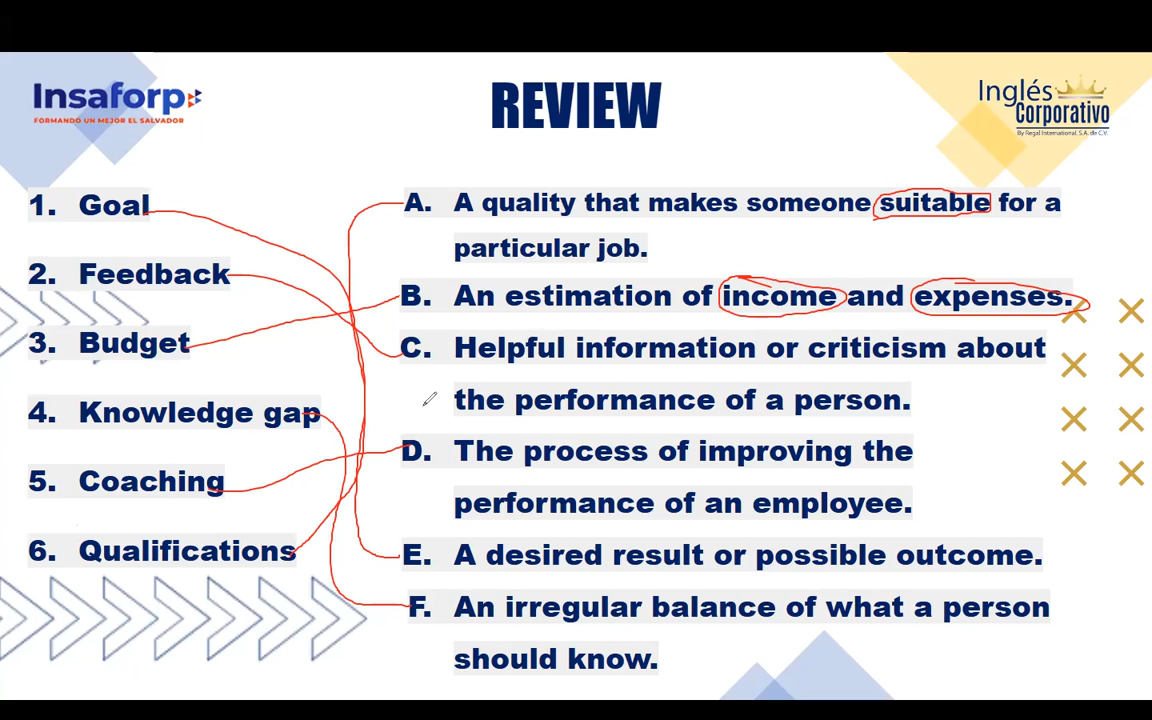 Insaforp
FORMANDO UN MEJOR EL SALVADOR
REVIEW
Inglés
Corporativo
By Regal International, S.A. de C.V.
1. Goal
2. Feedback
3. Budget
4. Knowledge gap
5. Coaching
6. Qualifications
A. A quality that makes someone suitable for a
particular job.
B. An estimation of income and expenses.
C. Helpful information or criticism about
the performance of a person.
D. The process of improving the
performance of an employee.
E. A desired result or possible outcome.
F. An irregular balance of what a person
should know.